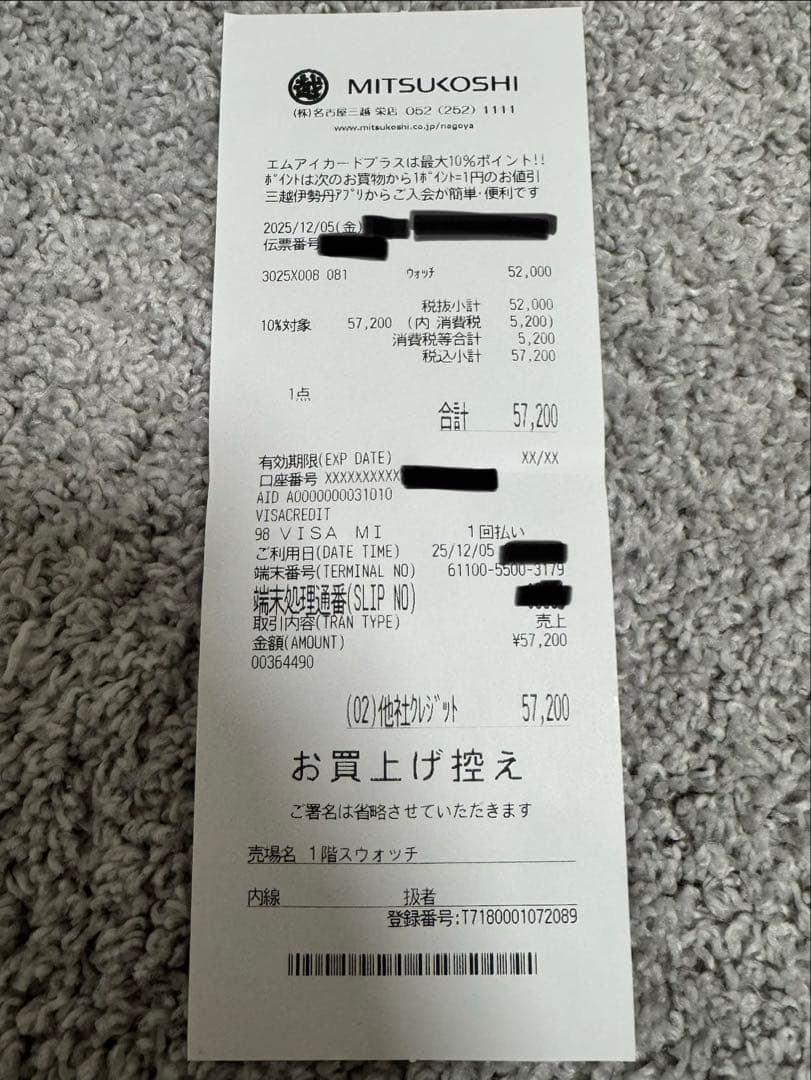 越 MITSUKOSHI
(株)名古屋三越 栄店 052 (252) 1111
www.mitsukoshi.co.jp/nagoya
エムアイカードプラスは最大10%ポイント!!
ポイントは次のお買物から1ポイント=1円のお値引
三越伊勢丹アプリからご入会が簡単・便利です
2025/12/05(金)
伝票番号
3025X008 081 ウォッチ 52,000
税抜小計 52,000
10%対象 57,200 (内 消費税 5,200)
消費税等合計 5,200
税込小計 57,200
1点
合計 57,200
有効期限(EXP DATE) XX/XX
口座番号 XXXXXXXXXX
AID A0000000031010
VISACREDIT
98 VISA MI 1回払い
ご利用日(DATE TIME) 25/12/05
端末番号(TERMINAL NO) 61100-5500-3179
端末処理通番(SLIP NO)
取引内容(TRAN TYPE) 売上
金額(AMOUNT) ¥57,200
00364490
(02)他社クレジット 57,200
お買上げ控え
ご署名は省略させていただきます
売場名 1階スウォッチ
内線 扱者
登録番号:T7180001072089